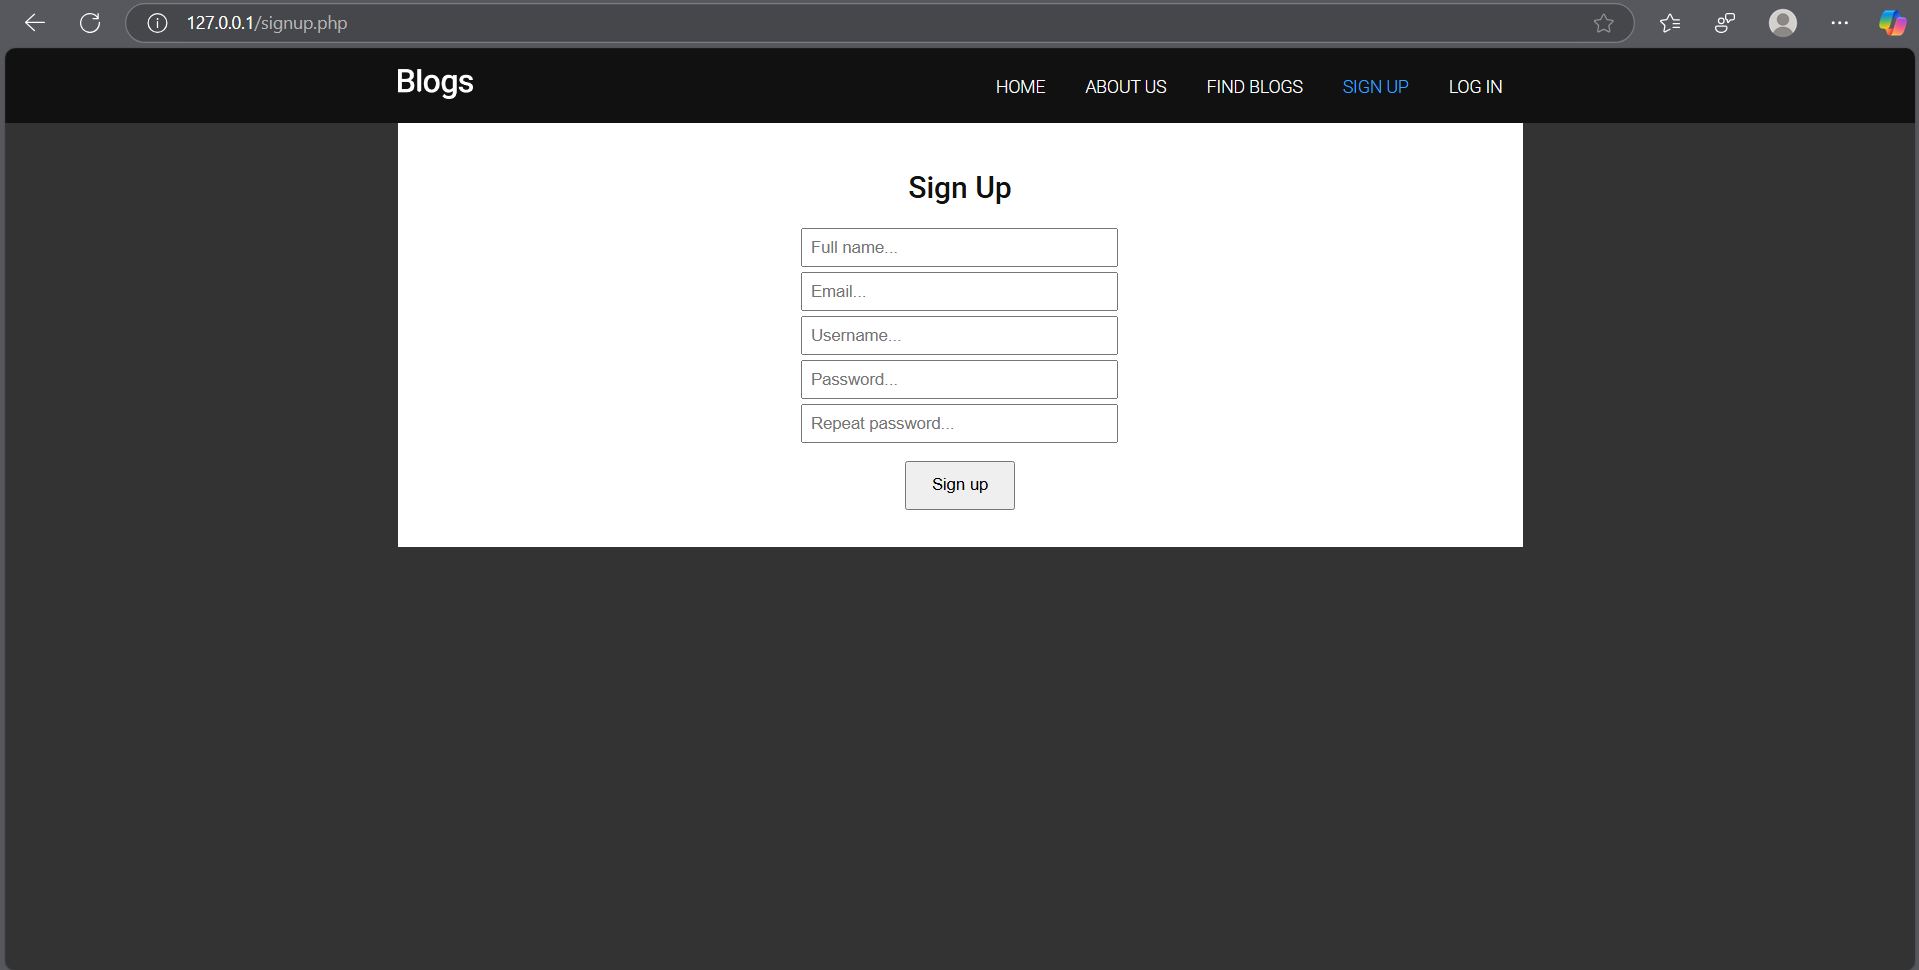 127.0.0.1/signup.php
Blogs HOME ABOUT US FIND BLOGS SIGN UP LOG IN
Sign Up
Full name...
Email...
Username...
Password...
Repeat password...
Sign up